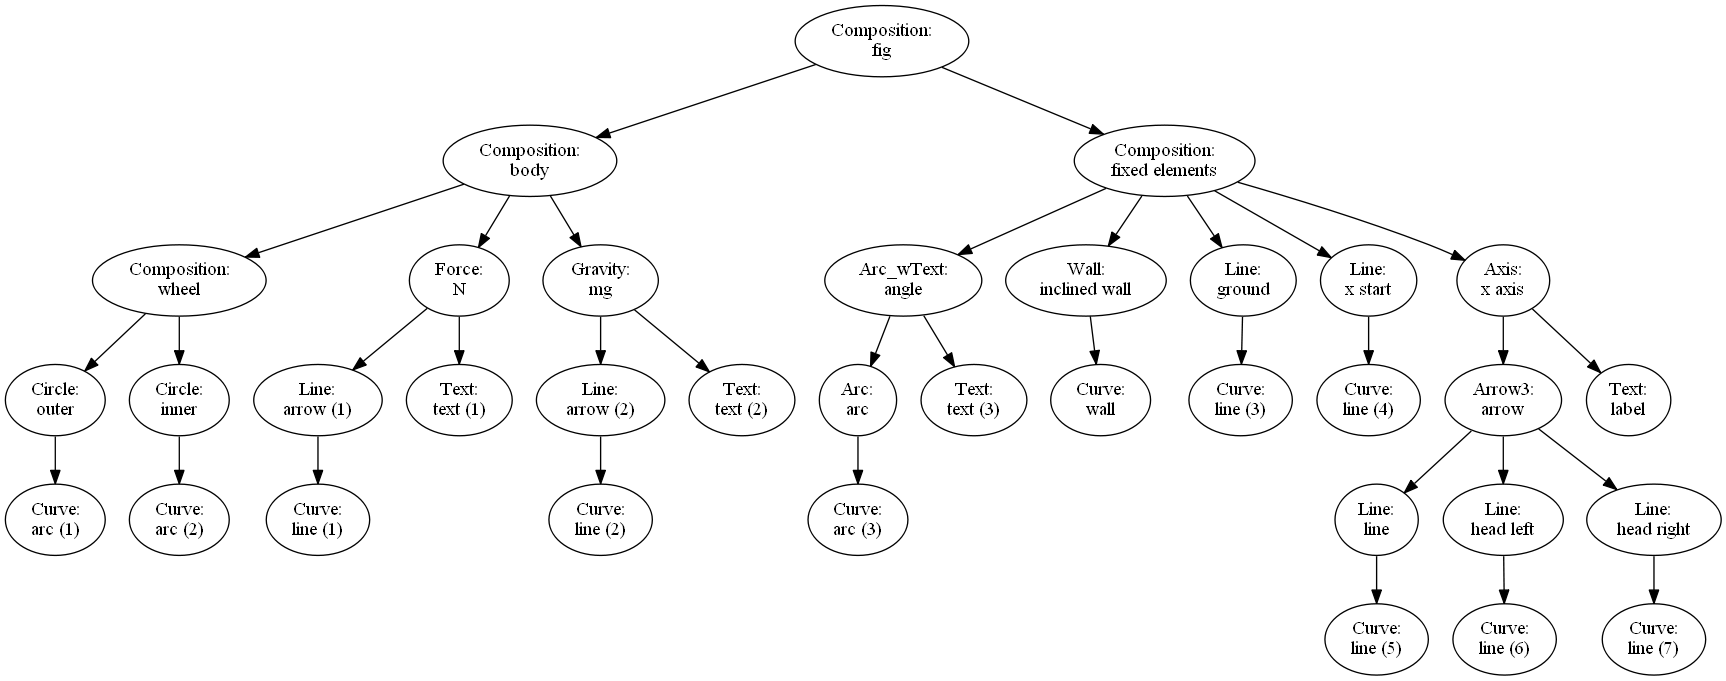 Composition:
fig
Composition:
body
Composition:
fixed elements
Composition:
wheel
Force:
N
Gravity:
mg
Arc_wText:
angle
Wall:
inclined wall
Line:
ground
Line:
x start
Axis:
x axis
Circle:
outer
Circle:
inner
Line:
arrow (1)
Text:
text (1)
Line:
arrow (2)
Text:
text (2)
Arc:
arc
Text:
text (3)
Curve:
wall
Curve:
line (3)
Curve:
line (4)
Arrow3:
arrow
Text:
label
Curve:
arc (1)
Curve:
arc (2)
Curve:
line (1)
Curve:
line (2)
Curve:
arc (3)
Line:
line
Line:
head left
Line:
head right
Curve:
line (5)
Curve:
line (6)
Curve:
line (7)